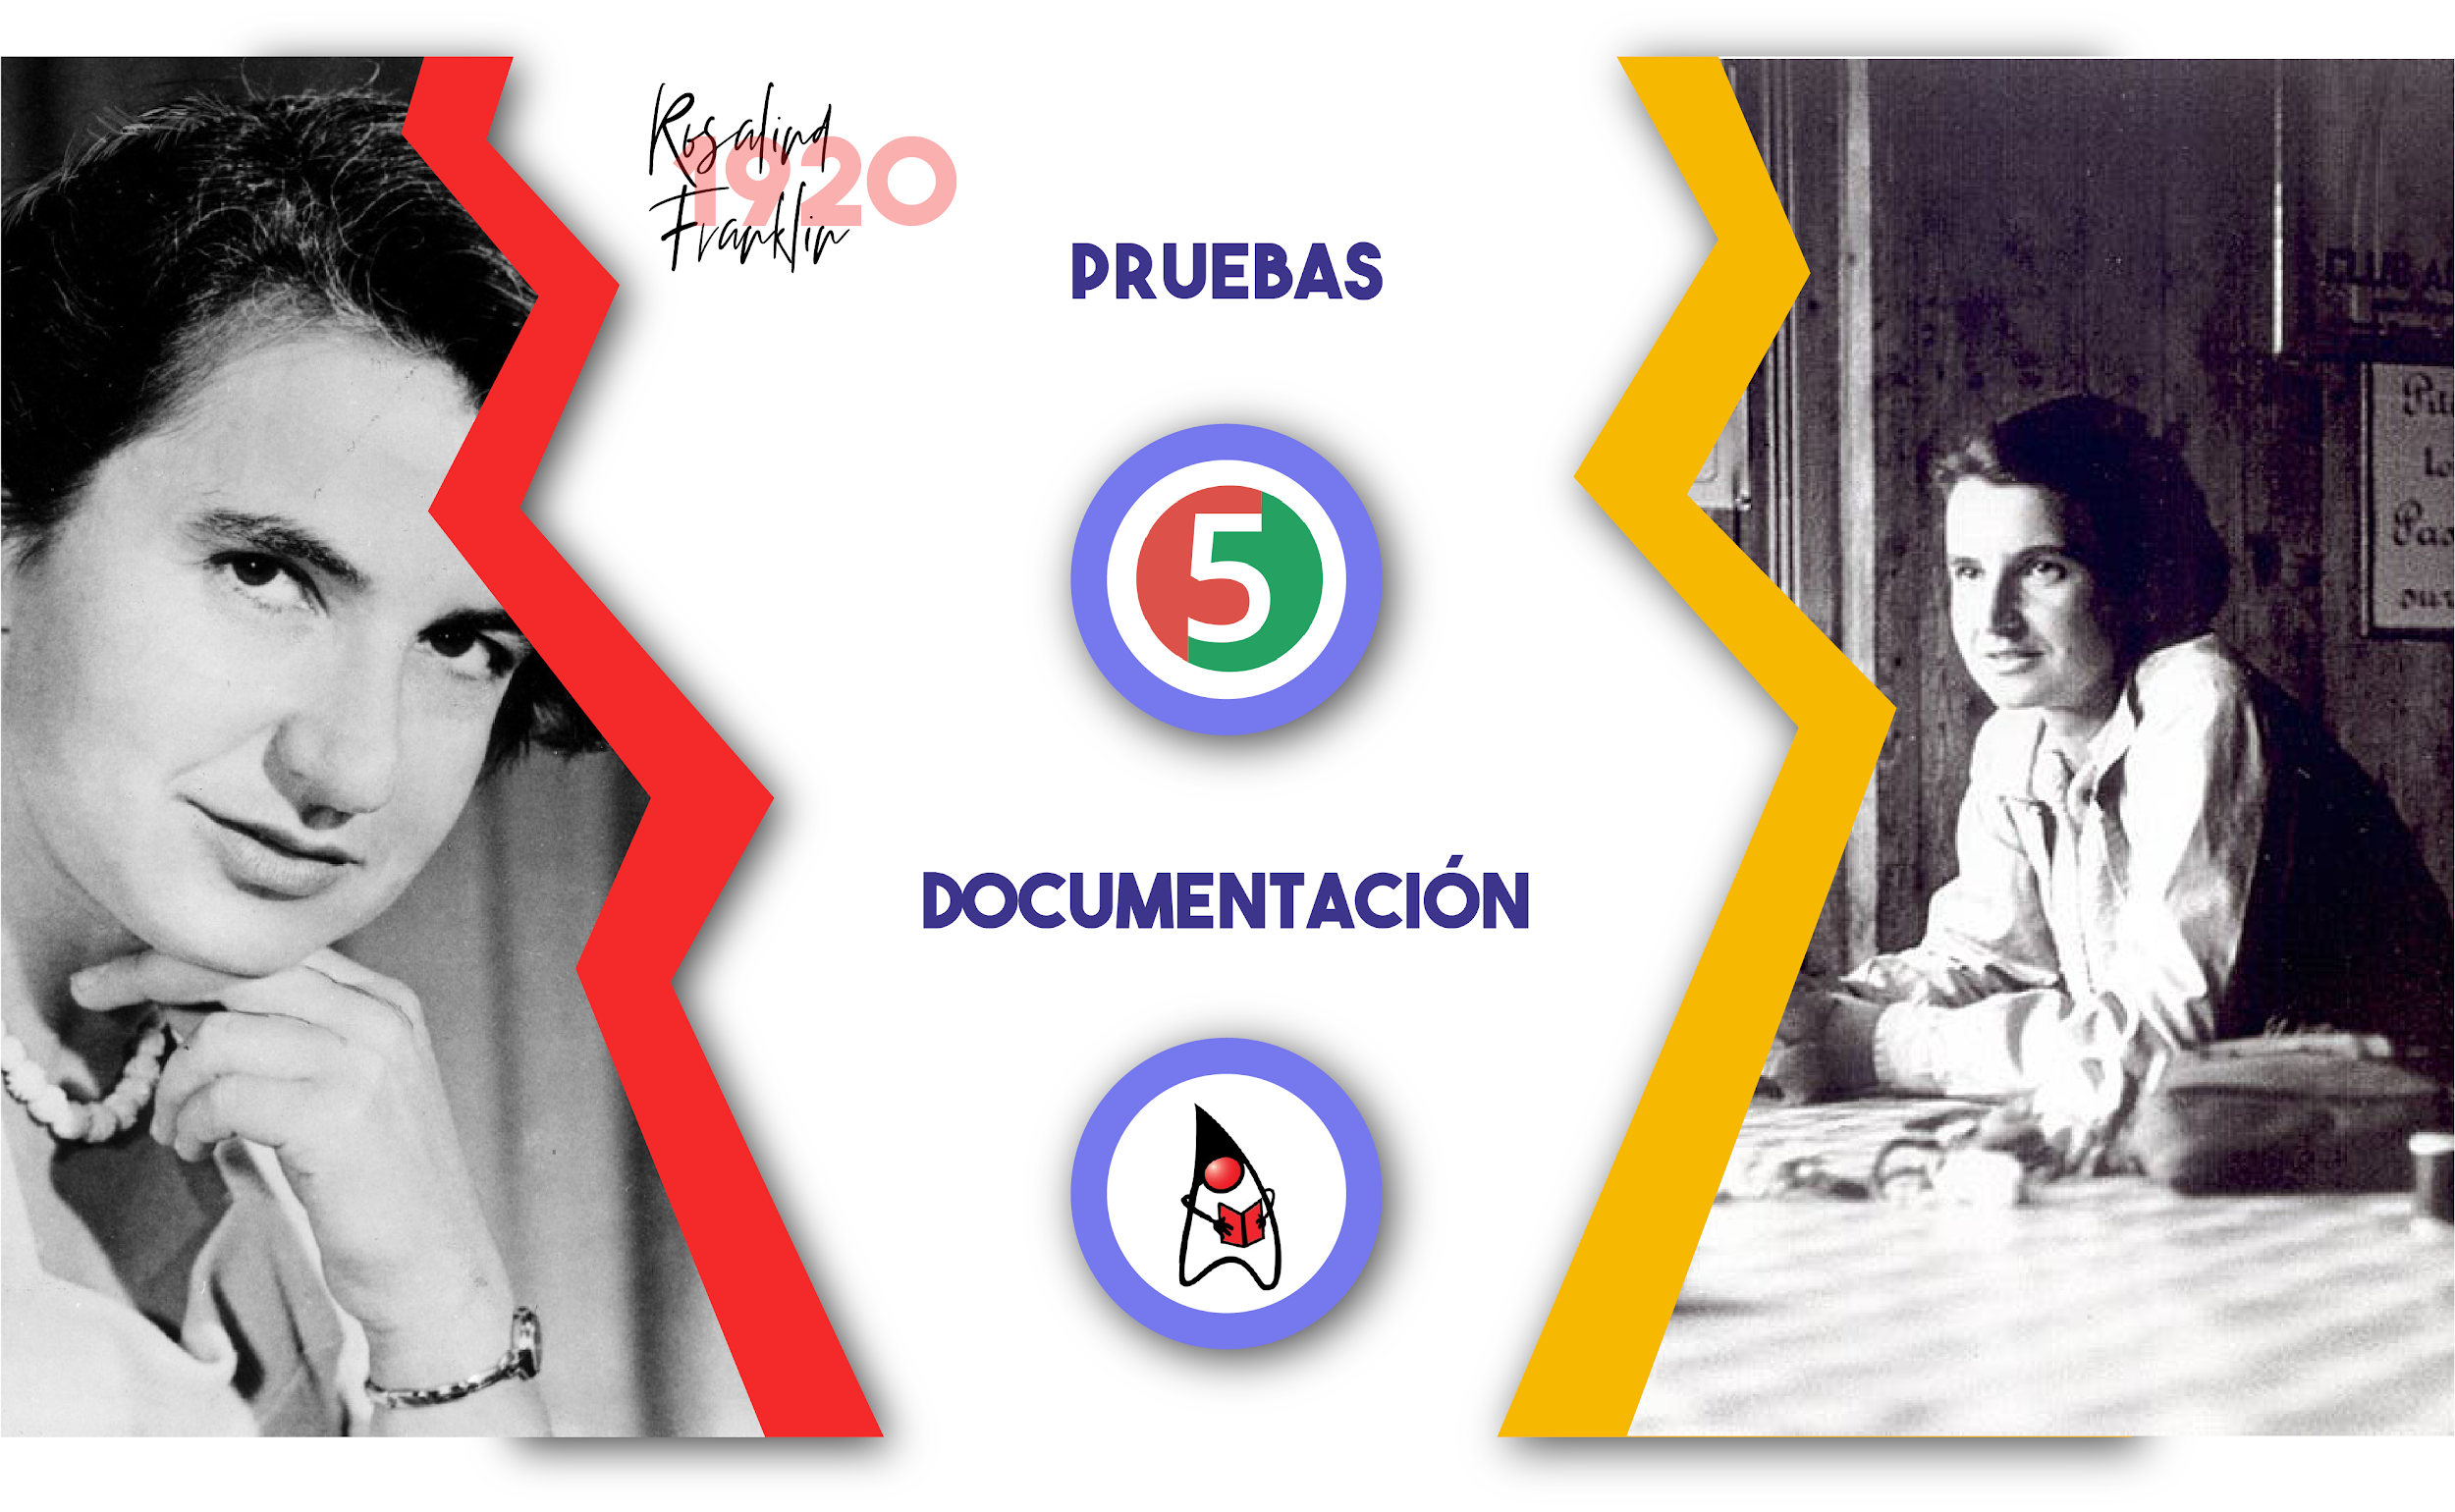 Rosalind
1920
Franklin
PRUEBAS
5
DOCUMENTACIÓN